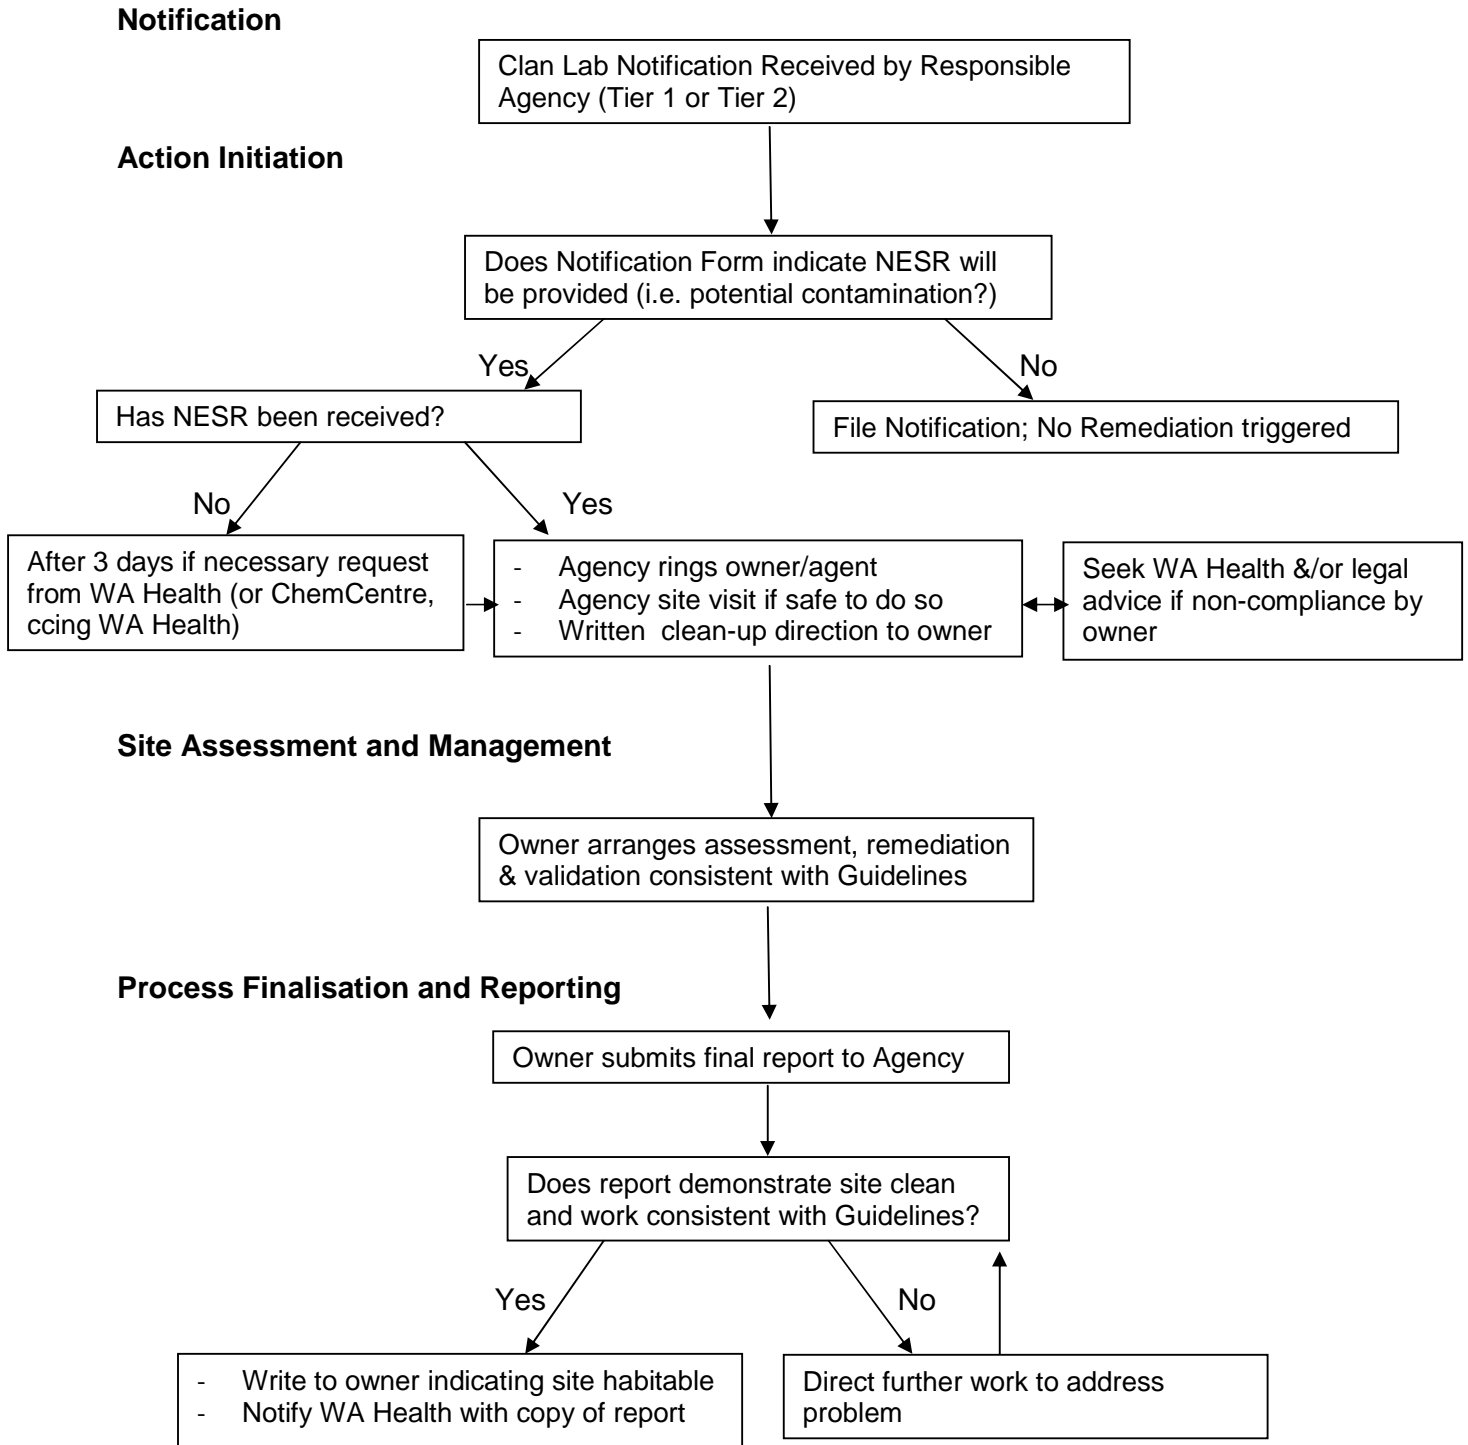 Notification
Clan Lab Notification Received by Responsible
Agency (Tier 1 or Tier 2)
Action Initiation
Does Notification Form indicate NESR will
be provided (i.e. potential contamination?)
Yes
No
Has NESR been received?
File Notification; No Remediation triggered
No
Yes
After 3 days if necessary request
from WA Health (or ChemCentre,
ccing WA Health)
- Agency rings owner/agent
- Agency site visit if safe to do so
- Written clean-up direction to owner
Seek WA Health &/or legal
advice if non-compliance by
owner
Site Assessment and Management
Owner arranges assessment, remediation
& validation consistent with Guidelines
Process Finalisation and Reporting
Owner submits final report to Agency
Does report demonstrate site clean
and work consistent with Guidelines?
Yes
No
- Write to owner indicating site habitable
- Notify WA Health with copy of report
Direct further work to address
problem